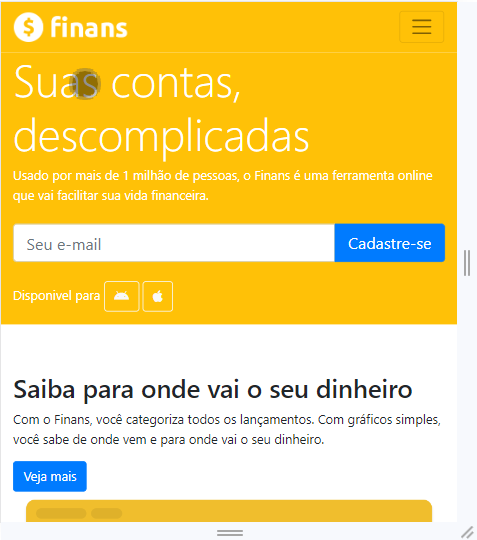 $ finans
Suas contas,
descomplicadas
Usado por mais de 1 milhão de pessoas, o Finans é uma ferramenta online
que vai facilitar sua vida financeira.
Seu e-mail
Cadastre-se
Disponivel para
Saiba para onde vai o seu dinheiro
Com o Finans, você categoriza todos os lançamentos. Com gráficos simples,
você sabe de onde vem e para onde vai o seu dinheiro.
Veja mais